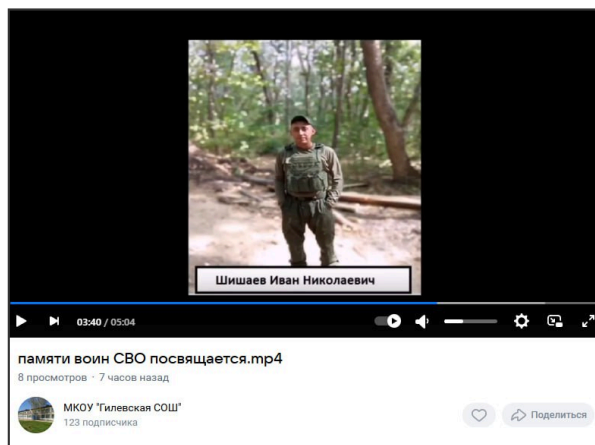 Шишаев Иван Николаевич
03:40 / 05:04
памяти воин СВО посвящается.mp4
8 просмотров · 7 часов назад
МКОУ "Гилевская СОШ"
123 подписчика
Поделиться